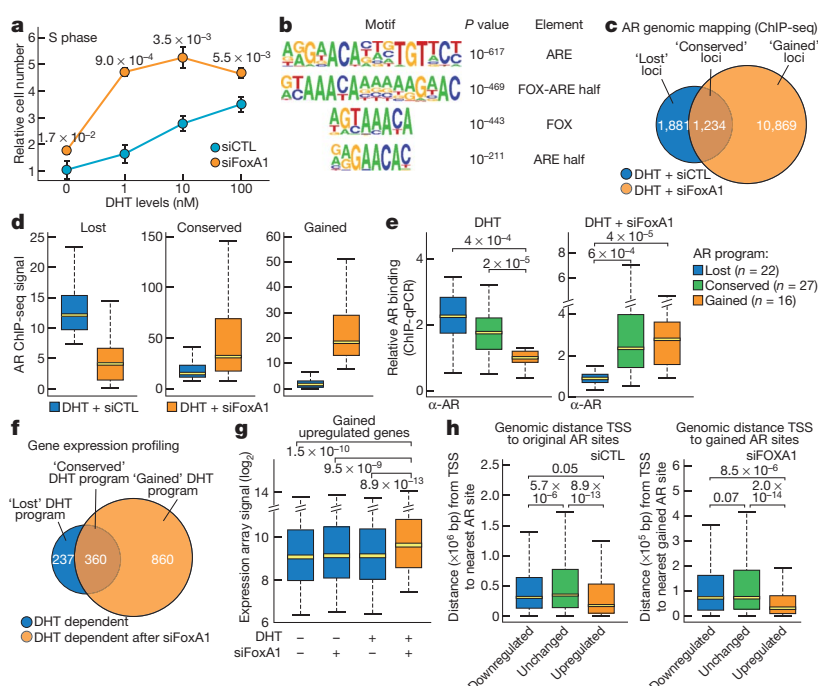 a
S phase
3.5 × 10⁻³
9.0 × 10⁻⁴
5.5 × 10⁻³
1.7 × 10⁻²
Relative cell number
6
5
4
3
2
1
0
1
10
100
DHT levels (nM)
siCTL
siFoxA1
b
Motif
P value
Element
AGGAACACTCTGTTCCT
10⁻⁶¹⁷
ARE
10⁻⁴⁶⁹
FOX-ARE half
10⁻⁴⁴³
FOX
10⁻²¹¹
ARE half
c
AR genomic mapping (ChIP-seq)
'Lost' loci
'Conserved' loci
'Gained' loci
1,881
1,234
10,869
DHT + siCTL
DHT + siFoxA1
d
Lost
Conserved
Gained
AR ChIP-seq signal
25
20
15
10
5
0
150
100
50
0
60
50
40
30
20
10
0
DHT + siCTL
DHT + siFoxA1
e
DHT
DHT + siFoxA1
4 × 10⁻⁴
2 × 10⁻⁵
4 × 10⁻⁵
6 × 10⁻⁴
Relative AR binding
(ChIP-qPCR)
4
2
0
8
6
4
2
0
α-AR
α-AR
AR program:
Lost (n = 22)
Conserved (n = 27)
Gained (n = 16)
f
Gene expression profiling
'Conserved' DHT program
'Gained' DHT program
'Lost' DHT program
237
360
860
DHT dependent
DHT dependent after siFoxA1
g
Gained
upregulated genes
1.5 × 10⁻¹⁰
9.5 × 10⁻⁹
8.9 × 10⁻¹³
Expression array signal (log₂)
14
10
8
6
DHT – – + +
siFoxA1 – + – +
h
Genomic distance TSS
to original AR sites
siCTL
0.05
5.7 × 10⁻⁶
8.9 × 10⁻¹³
Distance (×10⁶ bp) from TSS
to nearest AR site
2.5
2.0
1.5
1.0
0.5
0
Downregulated
Unchanged
Upregulated
Genomic distance TSS
to gained AR sites
siFOXA1
8.5 × 10⁻⁶
0.07
2.0 × 10⁻¹⁴
Distance (×10⁵ bp) from TSS
to nearest gained AR site
6
5
4
3
2
1
0
Downregulated
Unchanged
Upregulated